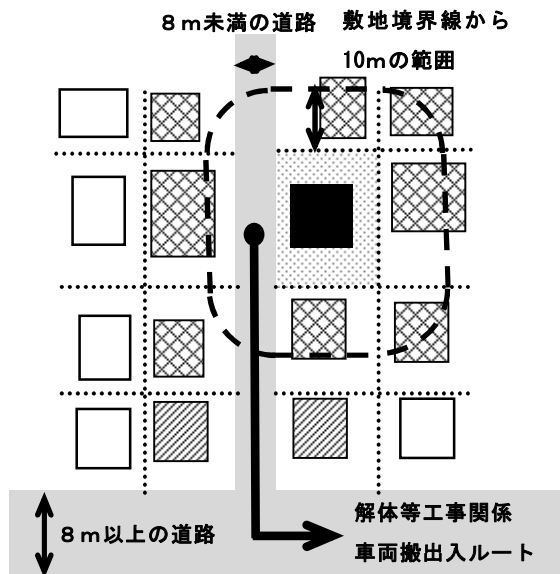 8ｍ未満の道路
敷地境界線から
10ｍの範囲
8ｍ以上の道路
解体等工事関係
車両搬出入ルート